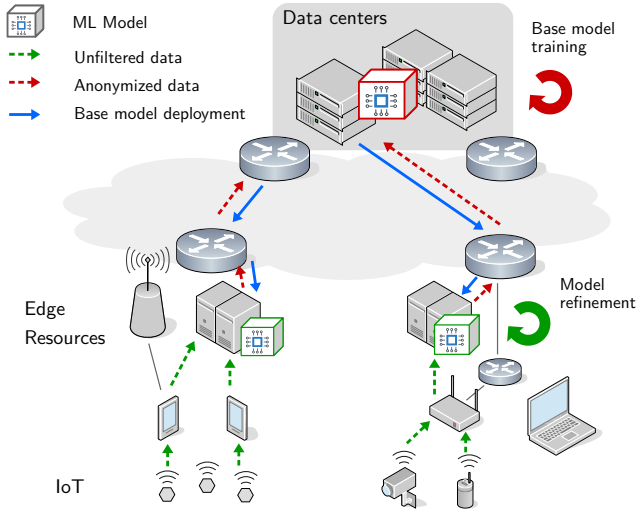 ML Model
Unfiltered data
Anonymized data
Base model deployment
Data centers
Base model
training
Edge
Resources
Model
refinement
IoT